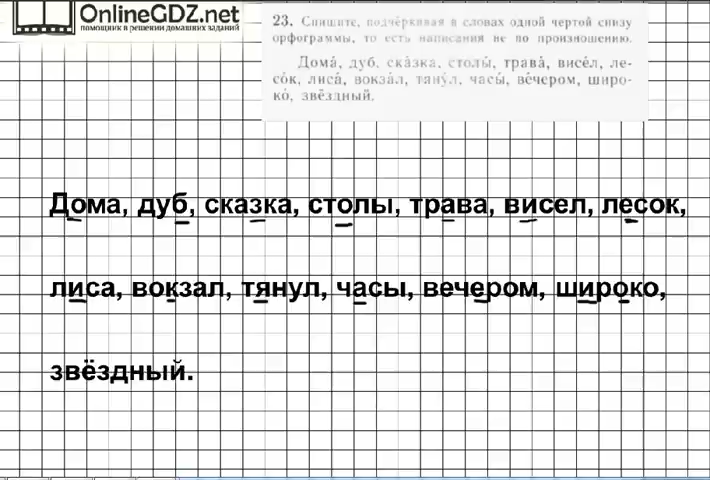 OnlineGDZ.net
помощник в решении домашних заданий
23. Спишите, подчёркивая в словах одной чертой снизу
орфограммы, то есть написания не по произношению.
Дома́, дуб, ска́зка, столы́, трава́, висе́л, ле-
со́к, лиса́, вокза́л, тяну́л, часы́, ве́чером, широ-
ко́, звёздный.
Дома, дуб, сказка, столы, трава, висел, лесок,
лиса, вокзал, тянул, часы, вечером, широко,
звёздный.